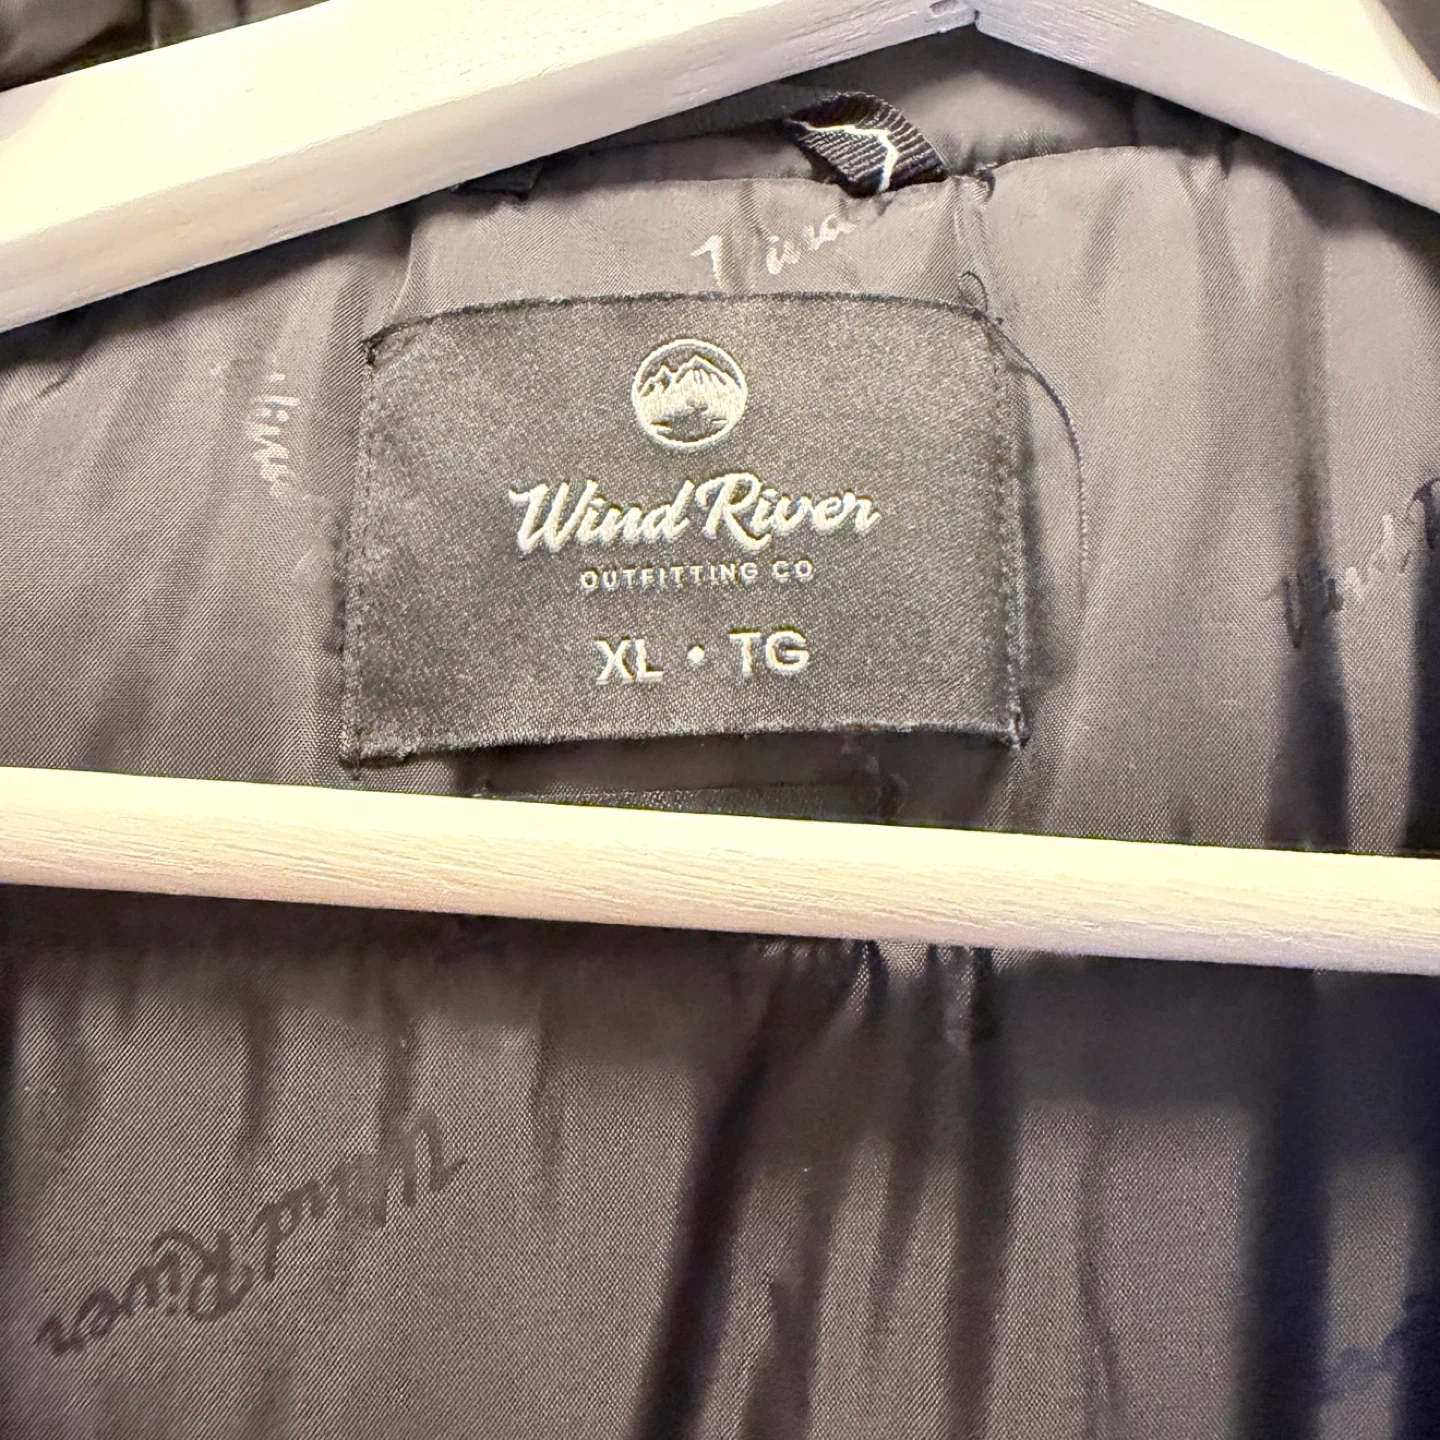 Wind River
OUTFITTING CO
XL • TG
Wind River